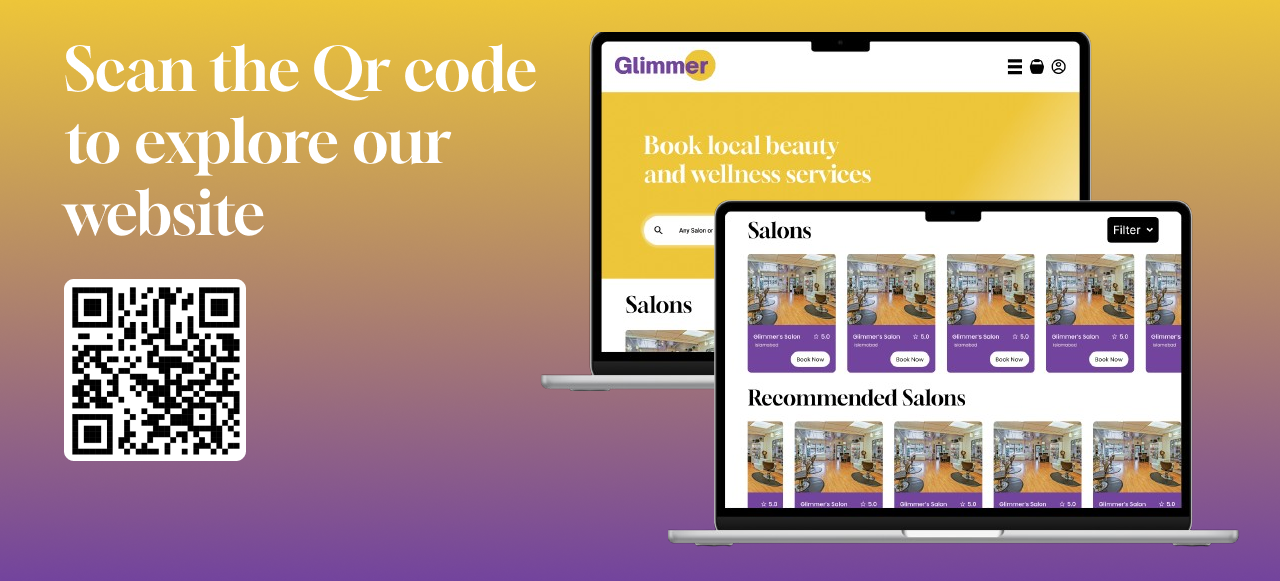 Scan the Qr code
to explore our
website
Glimmer
Book local beauty
and wellness services
Any Salon or
Salons
Salons
Filter
Glimmer's Salon ☆ 5.0
Islamabad
Book Now
Glimmer's Salon ☆ 5.0
Islamabad
Book Now
Glimmer's Salon ☆ 5.0
Islamabad
Book Now
Glimmer's Salon ☆ 5.0
Islamabad
Book Now
Glimmer's S
Islamabad
Recommended Salons
☆ 5.0
Glimmer's Salon ☆ 5.0
Glimmer's Salon ☆ 5.0
Glimmer's Salon ☆ 5.0
Glimmer's Salon ☆ 5.0